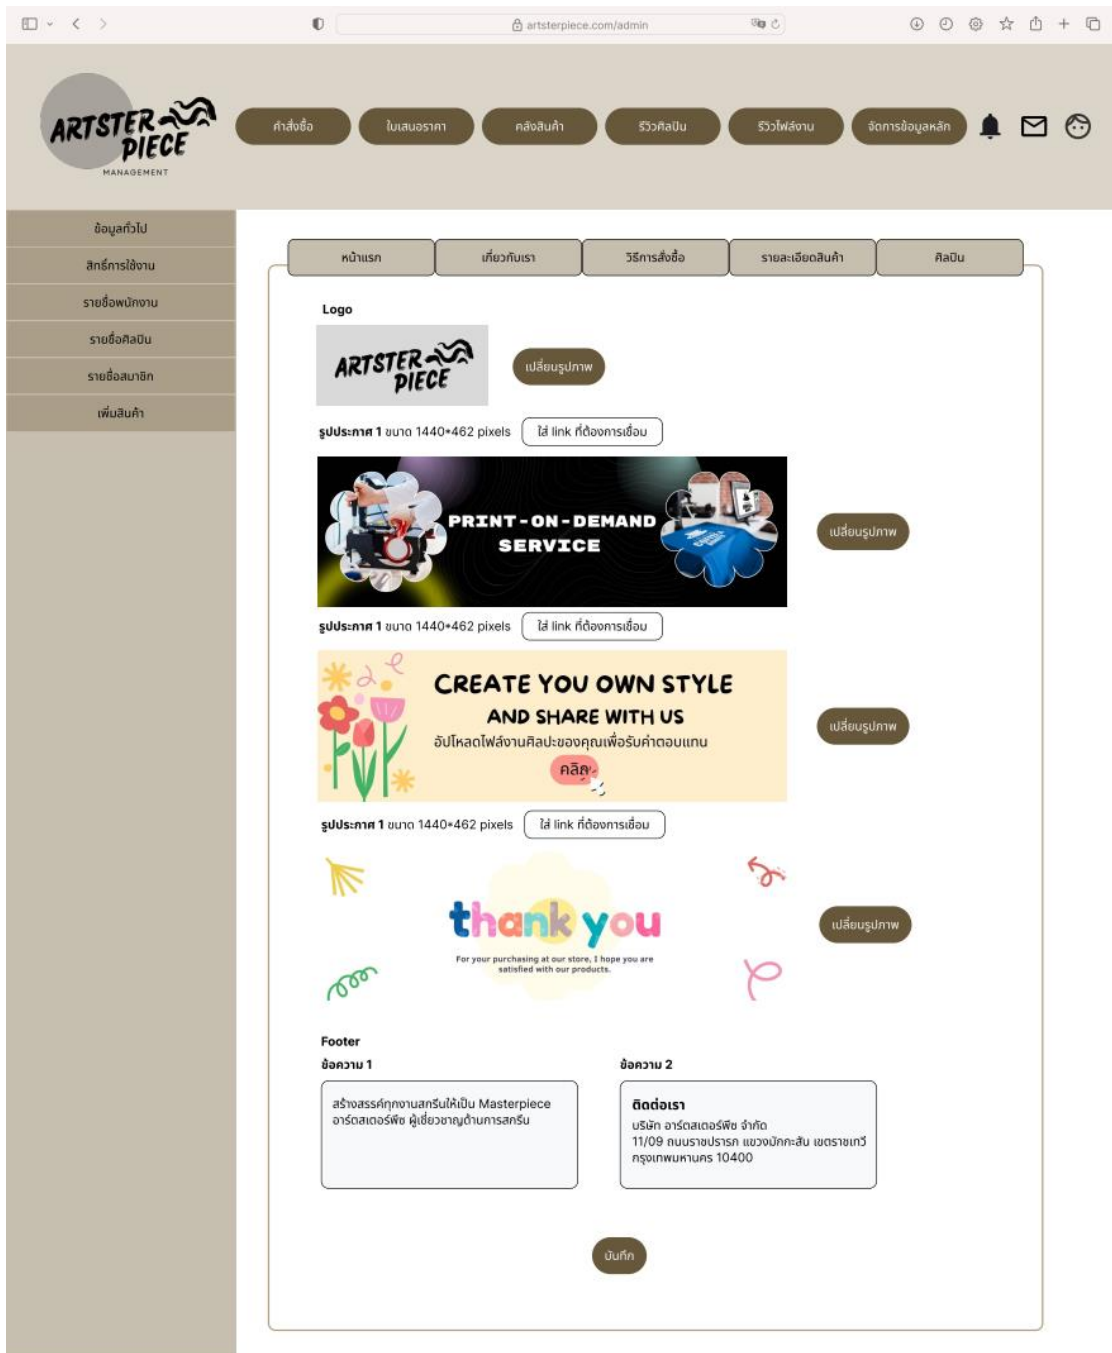 artsterpiece.com/admin
ARTSTER
PIECE
MANAGEMENT
คำสั่งซื้อ
ใบเสนอราคา
คลังสินค้า
รีวิวศิลปิน
รีวิวไฟล์งาน
จัดการข้อมูลหลัก
ข้อมูลทั่วไป
สิทธิ์การใช้งาน
รายชื่อพนักงาน
รายชื่อศิลปิน
รายชื่อสมาชิก
เพิ่มสินค้า
หน้าแรก
เกี่ยวกับเรา
วิธีการสั่งซื้อ
รายละเอียดสินค้า
ศิลปิน
Logo
ARTSTER
PIECE
เปลี่ยนรูปภาพ
รูปประกาศ 1 ขนาด 1440*462 pixels
ใส่ link ที่ต้องการเชื่อม
PRINT-ON-DEMAND
SERVICE
เปลี่ยนรูปภาพ
รูปประกาศ 1 ขนาด 1440*462 pixels
ใส่ link ที่ต้องการเชื่อม
CREATE YOU OWN STYLE
AND SHARE WITH US
อัปโหลดไฟล์งานศิลปะของคุณเพื่อรับค่าตอบแทน
คลิก
เปลี่ยนรูปภาพ
รูปประกาศ 1 ขนาด 1440*462 pixels
ใส่ link ที่ต้องการเชื่อม
thank you
For your purchasing at our store, I hope you are
satisfied with our products.
เปลี่ยนรูปภาพ
Footer
ข้อความ 1
ข้อความ 2
สร้างสรรค์ทุกงานสกรีนให้เป็น Masterpiece
อาร์ตสเตอร์พีซ ผู้เชี่ยวชาญด้านการสกรีน
ติดต่อเรา
บริษัท อาร์ตสเตอร์พีซ จำกัด
11/09 ถนนราชปรารภ แขวงมักกะสัน เขตราชเทวี
กรุงเทพมหานคร 10400
บันทึก